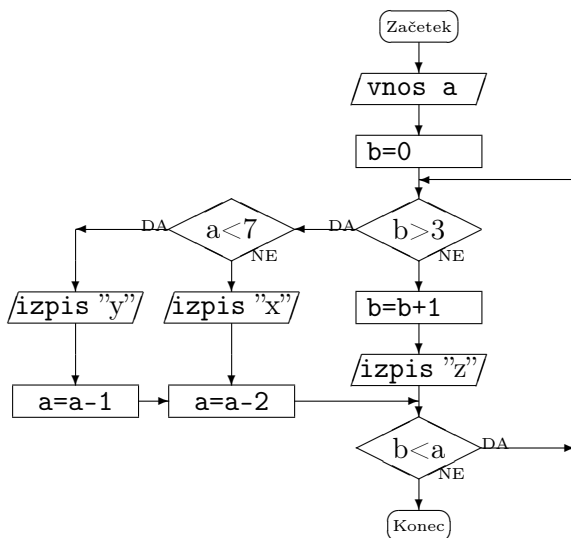 Začetek
vnos a
b=0
b>3
DA
NE
a<7
DA
NE
izpis "y"
izpis "x"
b=b+1
izpis "z"
a=a-1
a=a-2
b<a
DA
NE
Konec